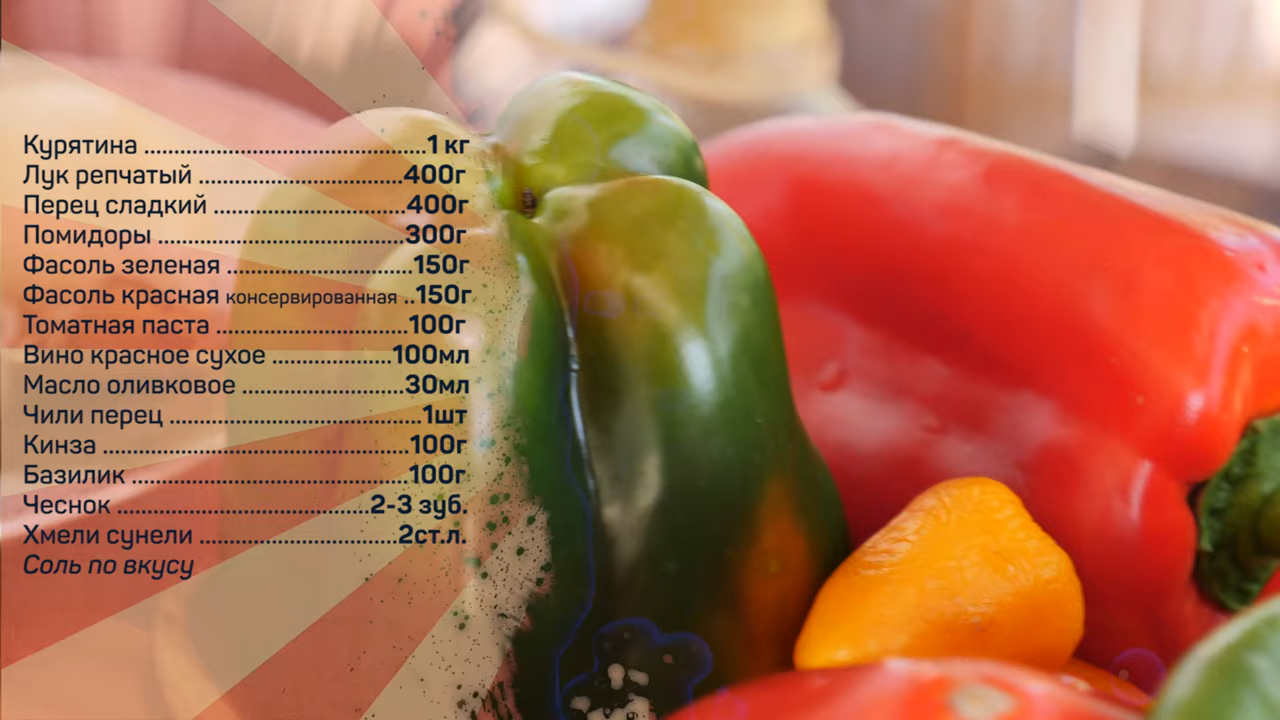 Курятина ...............................................1 кг
Лук репчатый ..................................400г
Перец сладкий ................................400г
Помидоры .........................................300г
Фасоль зеленая ...............................150г
Фасоль красная консервированная ..150г
Томатная паста ................................100г
Вино красное сухое ....................100мл
Масло оливковое ...........................30мл
Чили перец ..........................................1шт
Кинза ...................................................100г
Базилик ..............................................100г
Чеснок ..........................................2-3 зуб.
Хмели сунели .................................2ст.л.
Соль по вкусу